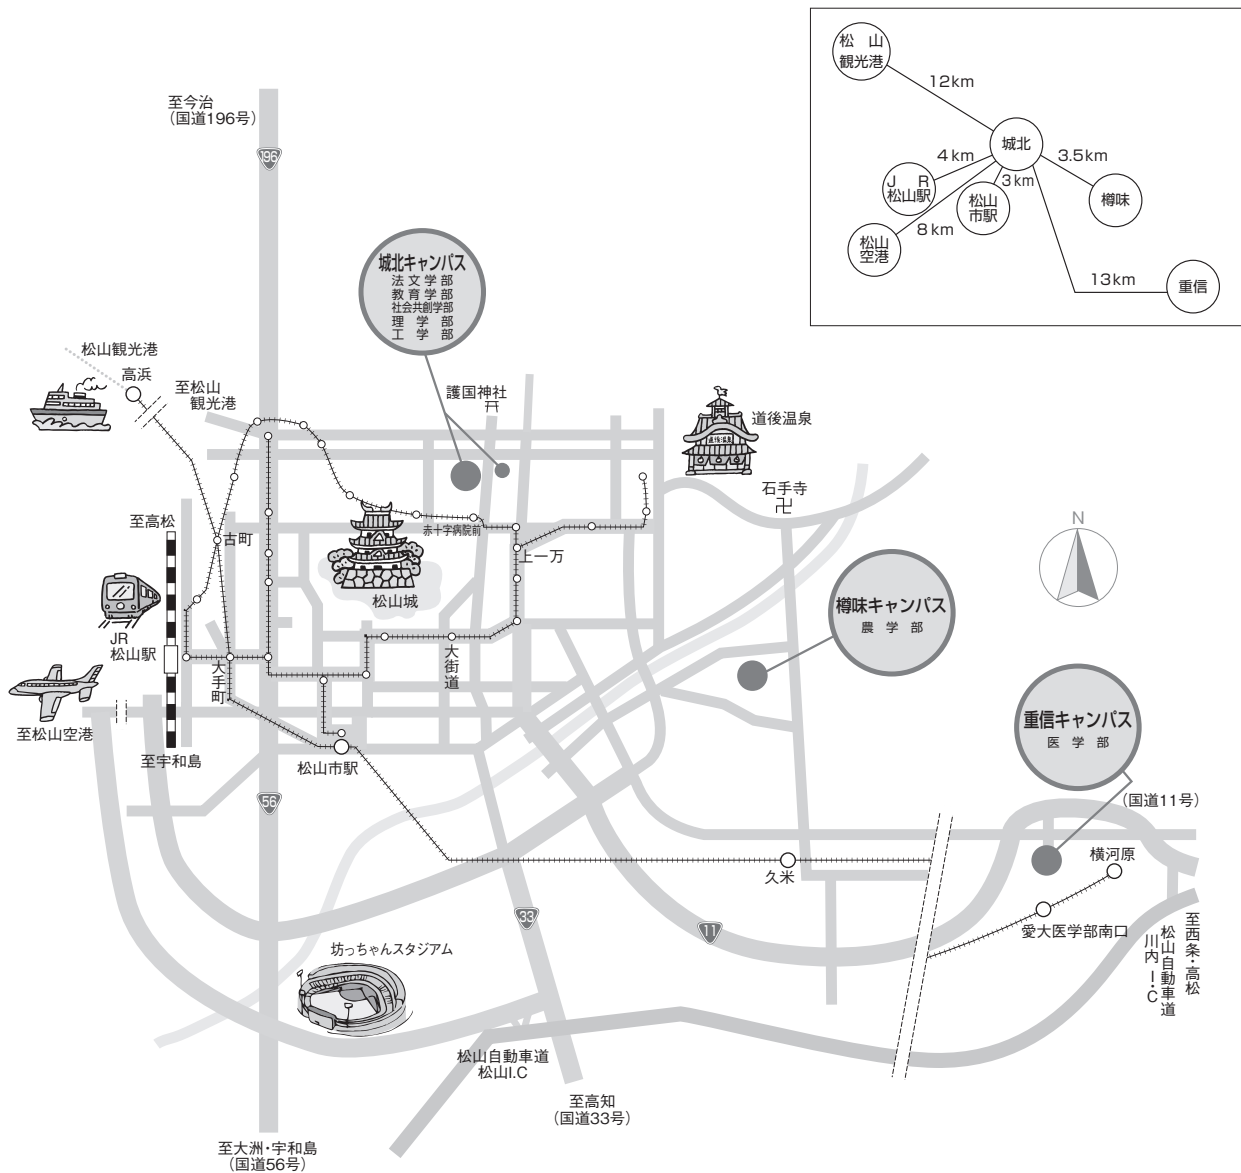 松山
観光港
12km
城北
4km
3.5km
JR
松山駅
3km
松山
市駅
樽味
8km
松山
空港
13km
重信
至今治
(国道196号)
196
城北キャンパス
法文学部
教育学部
社会共創学部
理学部
工学部
松山観光港
高浜
至松山
観光港
護国神社
道後温泉
道後温泉
石手寺
卍
至高松
古町
赤十字病院前
上一万
N
松山城
樽味キャンパス
農学部
JR
松山駅
大手町
大街道
至松山空港
至宇和島
松山市駅
重信キャンパス
医学部
(国道11号)
56
久米
横河原
33
11
愛大医学部南口
至西条・高松
松山自動車道
川内 I・C
坊っちゃんスタジアム
松山自動車道
松山I.C
至高知
(国道33号)
至大洲・宇和島
(国道56号)